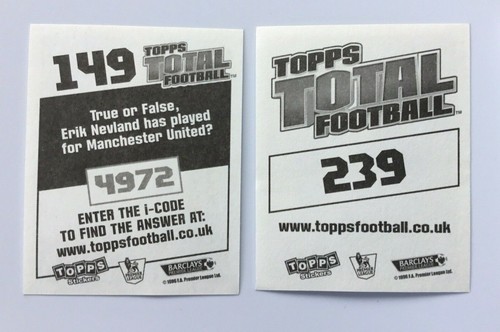 149 TOPPS
TOTAL
FOOTBALL™
True or False,
Erik Nevland has played
for Manchester United?
4972
ENTER THE i-CODE
TO FIND THE ANSWER AT:
www.toppsfootball.co.uk
TOPPS
Stickers
BARCLAYS
TOPPS
TOTAL
FOOTBALL™
239
www.toppsfootball.co.uk
TOPPS
Stickers
BARCLAYS